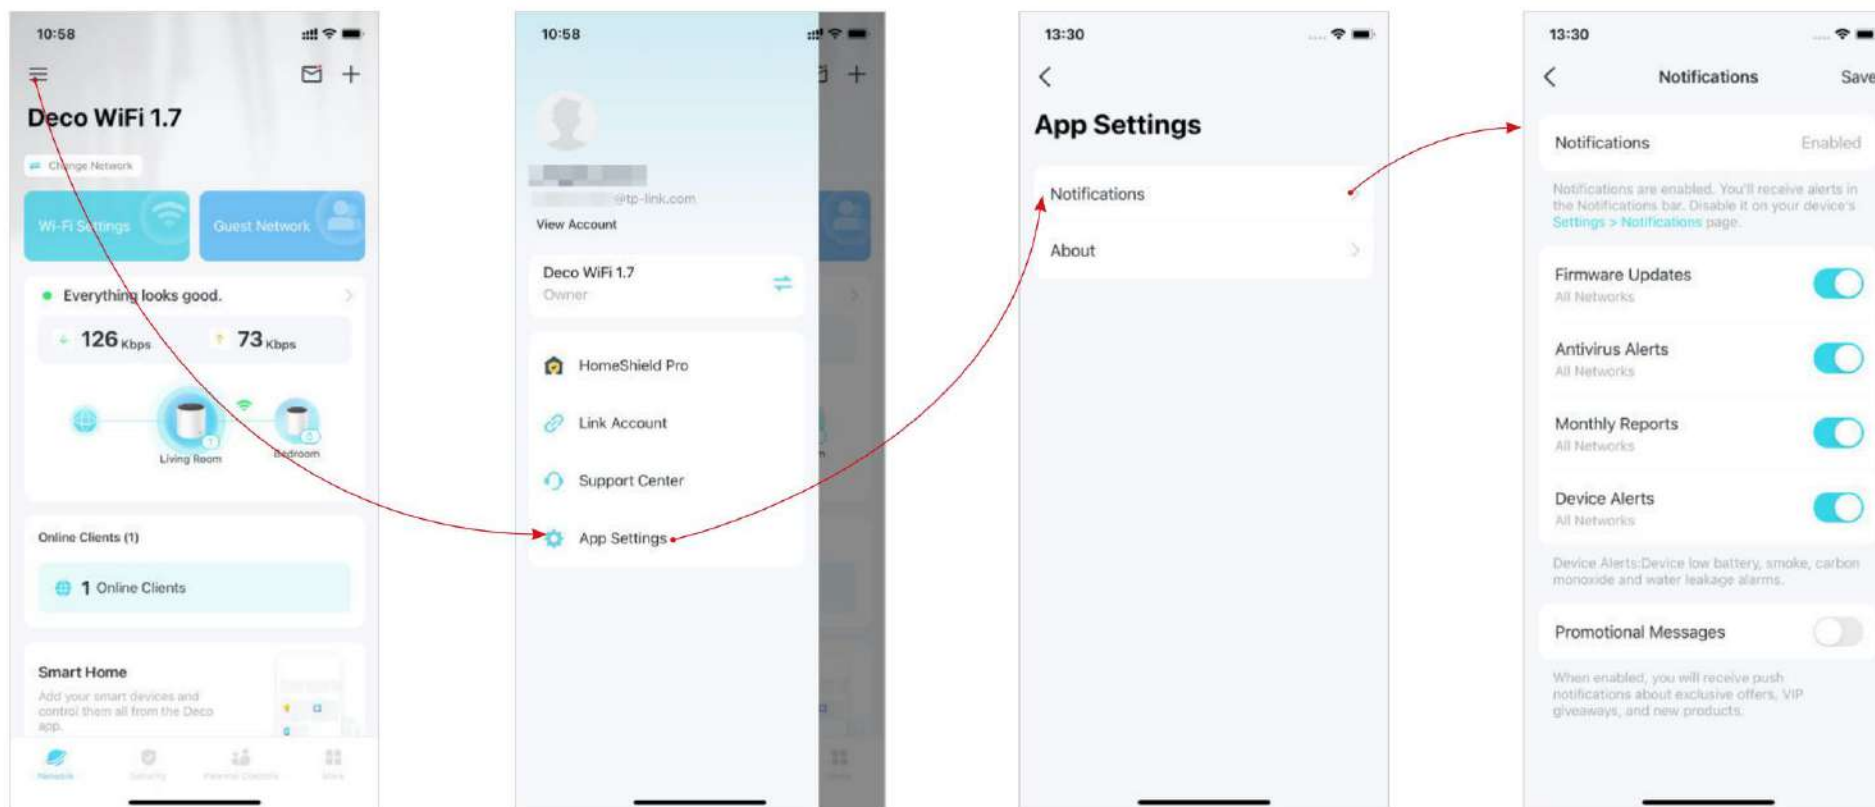 10:58
Deco WiFi 1.7
Change Network
Wi-Fi Settings
Guest Network
Everything looks good.
126 Kbps
73 Kbps
Living Room
Bedroom
Online Clients (1)
1 Online Clients
Smart Home
Add your smart devices and
control them all from the Deco
app.
Network
Security
Parental Controls
More
10:58
@tp-link.com
View Account
Deco WiFi 1.7
Owner
HomeShield Pro
Link Account
Support Center
App Settings
13:30
App Settings
Notifications
About
13:30
Notifications
Save
Notifications
Enabled
Notifications are enabled. You'll receive alerts in
the Notifications bar. Disable it on your device's
Settings > Notifications page.
Firmware Updates
All Networks
Antivirus Alerts
All Networks
Monthly Reports
All Networks
Device Alerts
All Networks
Device Alerts:Device low battery, smoke, carbon
monoxide and water leakage alarms.
Promotional Messages
When enabled, you will receive push
notifications about exclusive offers, VIP
giveaways, and new products.